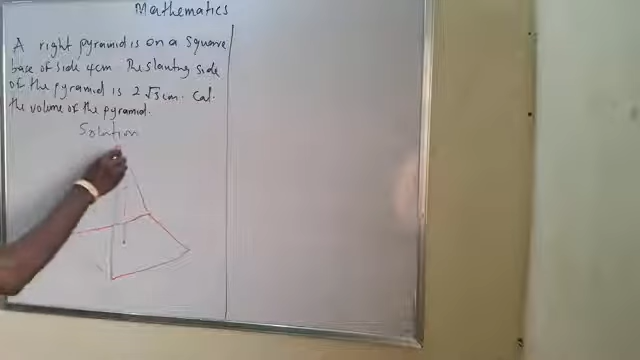 Mathematics
A right pyramid is on a square
base of side 4cm. The slanting side
of the pyramid is 2√3cm. Cal.
the volume of the pyramid.
Solution